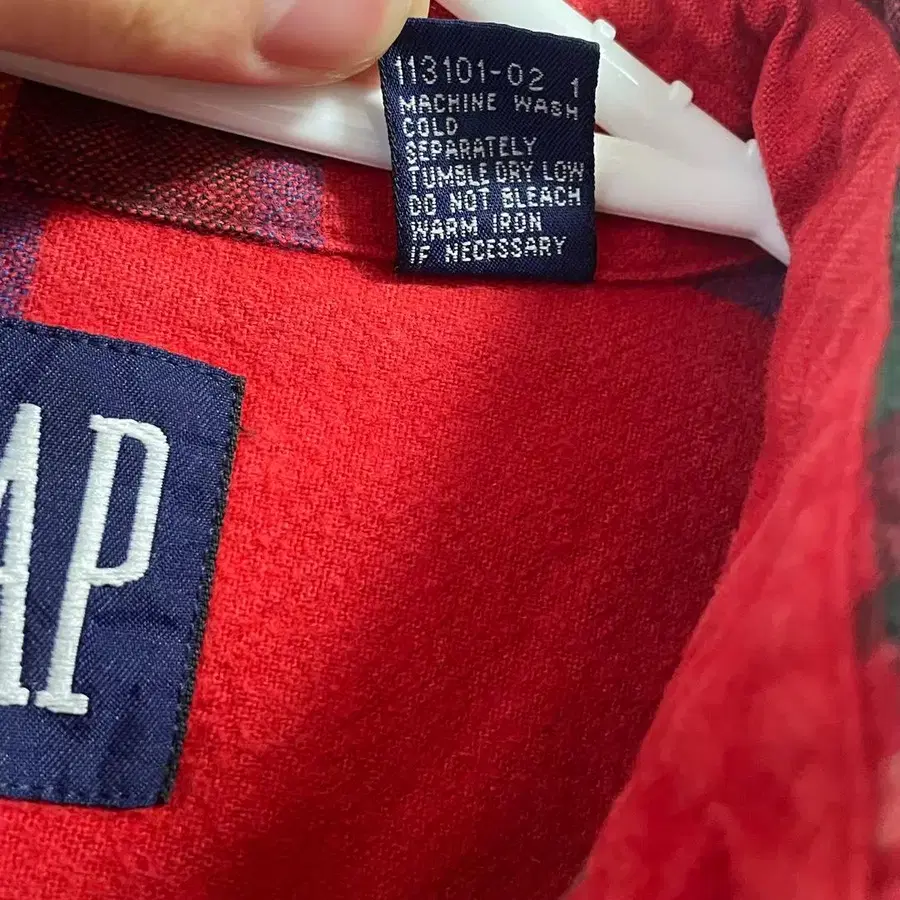 113101-02 1
MACHINE WASH
COLD
SEPARATELY
TUMBLE DRY LOW
DO NOT BLEACH
WARM IRON
IF NECESSARY
AP